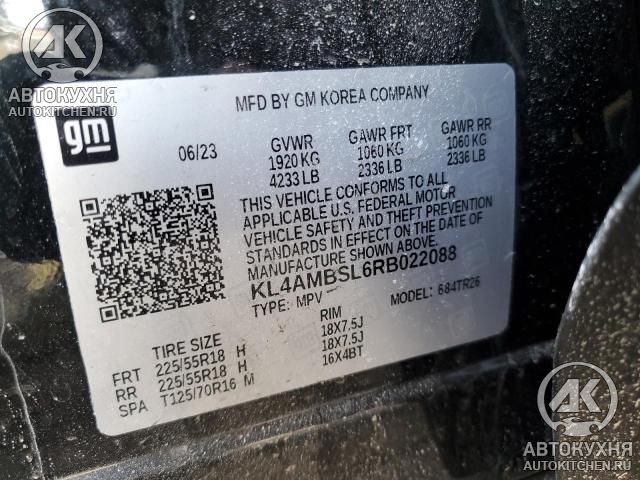 AK
АВТОКУХНЯ
AUTOKITCHEN.RU
gm
MFD BY GM KOREA COMPANY
06/23 GVWR GAWR FRT GAWR RR
1920 KG 1060 KG 1060 KG
4233 LB 2336 LB 2336 LB
THIS VEHICLE CONFORMS TO ALL
APPLICABLE U.S. FEDERAL MOTOR
VEHICLE SAFETY AND THEFT PREVENTION
STANDARDS IN EFFECT ON THE DATE OF
MANUFACTURE SHOWN ABOVE.
KL4AMBSL6RB022088
TYPE: MPV MODEL: 684TR26
TIRE SIZE RIM
FRT 225/55R18 H 18X7.5J
RR 225/55R18 H 18X7.5J
SPA T125/70R16 M 16X4BT
AK
АВТОКУХНЯ
AUTOKITCHEN.RU